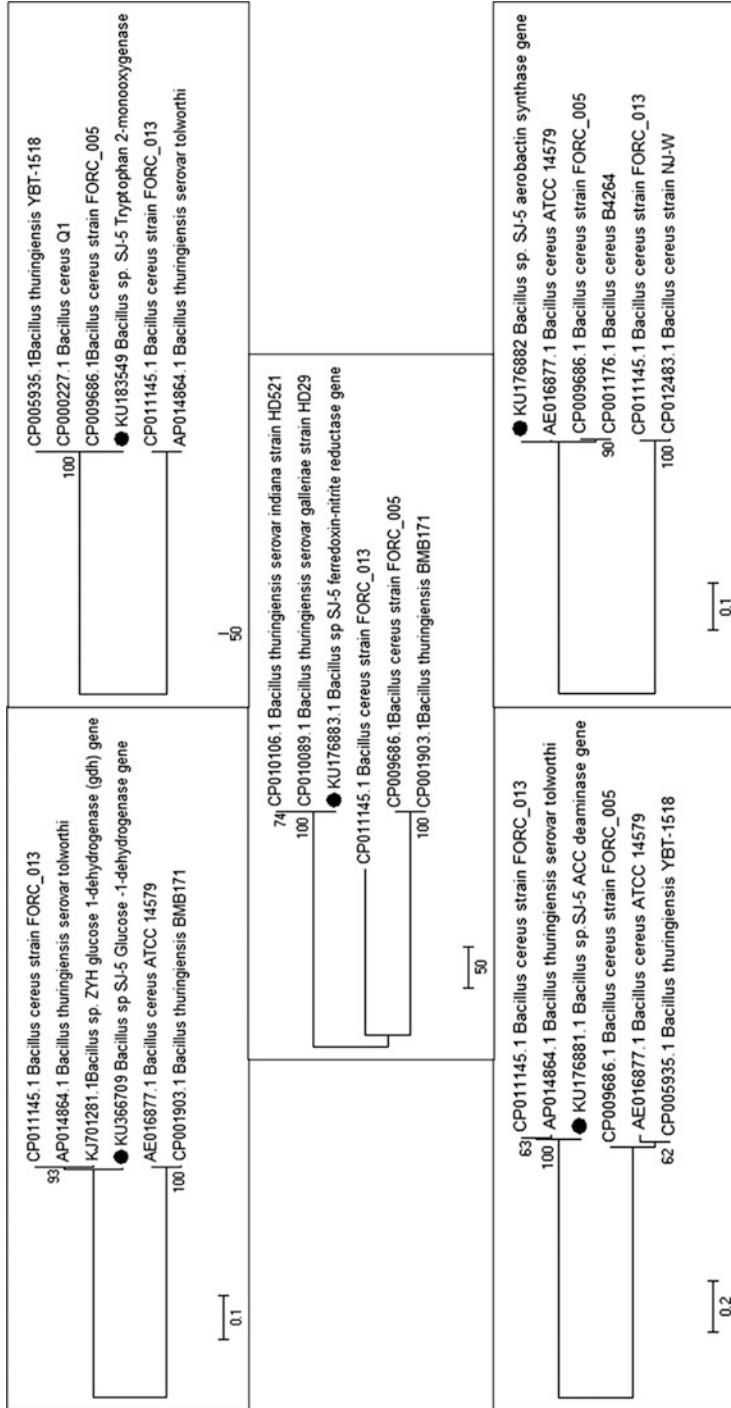 CP011145.1 Bacillus cereus strain FORC_013
AP014864.1 Bacillus thuringiensis serovar tolworthi
KJ701281.1Bacillus sp. ZYH glucose 1-dehydrogenase (gdh) gene
KU366709 Bacillus sp SJ-5 Glucose -1-dehydrogenase gene
AE016877.1 Bacillus cereus ATCC 14579
CP001903.1 Bacillus thuringiensis BMB171
93
100
0.1
CP005935.1Bacillus thuringiensis YBT-1518
CP000227.1 Bacillus cereus Q1
CP009686.1Bacillus cereus strain FORC_005
KU183549 Bacillus sp. SJ-5 Tryptophan 2-monooxygenase
CP011145.1 Bacillus cereus strain FORC_013
AP014864.1 Bacillus thuringiensis serovar tolworthi
100
50
CP010106.1 Bacillus thuringiensis serovar indiana strain HD521
CP010089.1 Bacillus thuringiensis serovar galleriae strain HD29
KU176883.1 Bacillus sp SJ-5 ferredoxin-nitrite reductase gene
CP011145.1 Bacillus cereus strain FORC_013
CP009686.1Bacillus cereus strain FORC_005
CP001903.1Bacillus thuringiensis BMB171
74
100
100
50
CP011145.1 Bacillus cereus strain FORC_013
AP014864.1 Bacillus thuringiensis serovar tolworthi
KU176881.1 Bacillus sp.SJ-5 ACC deaminase gene
CP009686.1 Bacillus cereus strain FORC_005
AE016877.1 Bacillus cereus ATCC 14579
CP005935.1 Bacillus thuringiensis YBT-1518
63
100
62
0.2
KU176882 Bacillus sp. SJ-5 aerobactin synthase gene
AE016877.1 Bacillus cereus ATCC 14579
CP009686.1 Bacillus cereus strain FORC_005
CP001176.1 Bacillus cereus B4264
CP011145.1 Bacillus cereus strain FORC_013
CP012483.1 Bacillus cereus strain NJ-W
90
100
0.1